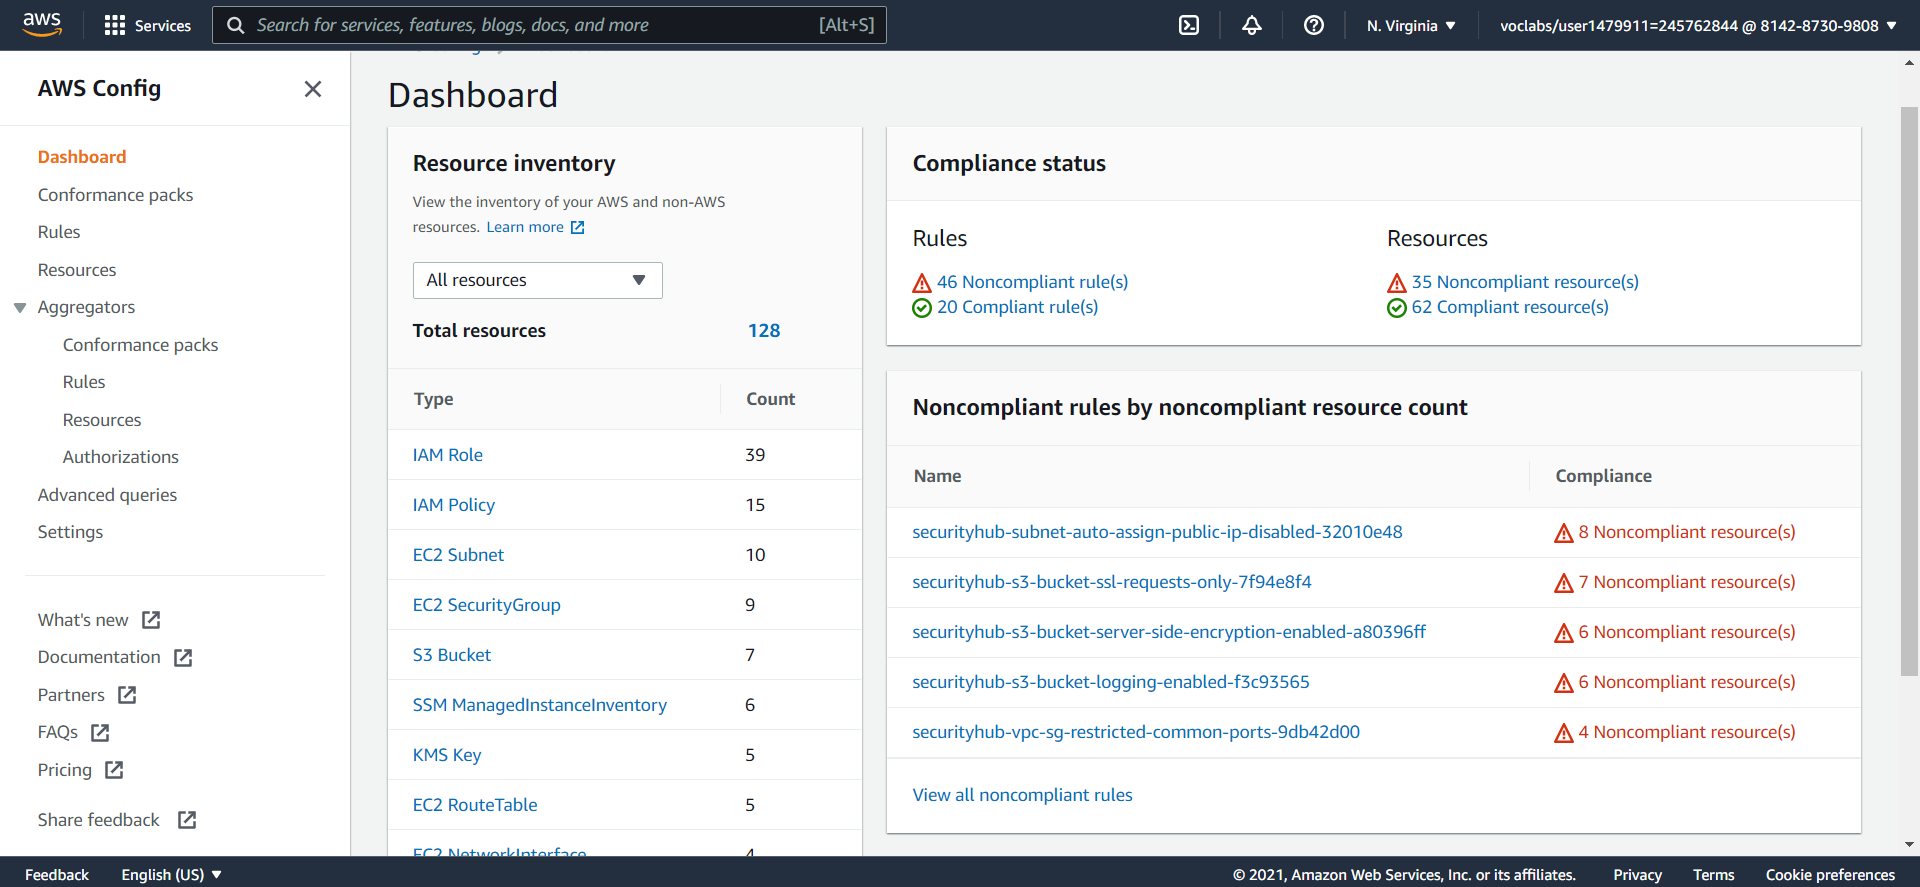 aws
Services
Search for services, features, blogs, docs, and more
[Alt+S]
N. Virginia
voclabs/user1479911=245762844 @ 8142-8730-9808
AWS Config
Dashboard
Conformance packs
Rules
Resources
Aggregators
Conformance packs
Rules
Resources
Authorizations
Advanced queries
Settings
What's new
Documentation
Partners
FAQs
Pricing
Share feedback
Dashboard
Resource inventory
View the inventory of your AWS and non-AWS
resources. Learn more
All resources
Total resources 128
Type Count
IAM Role 39
IAM Policy 15
EC2 Subnet 10
EC2 SecurityGroup 9
S3 Bucket 7
SSM ManagedInstanceInventory 6
KMS Key 5
EC2 RouteTable 5
EC2 NetworkInterface 4
Compliance status
Rules
46 Noncompliant rule(s)
20 Compliant rule(s)
Resources
35 Noncompliant resource(s)
62 Compliant resource(s)
Noncompliant rules by noncompliant resource count
Name Compliance
securityhub-subnet-auto-assign-public-ip-disabled-32010e48 8 Noncompliant resource(s)
securityhub-s3-bucket-ssl-requests-only-7f94e8f4 7 Noncompliant resource(s)
securityhub-s3-bucket-server-side-encryption-enabled-a80396ff 6 Noncompliant resource(s)
securityhub-s3-bucket-logging-enabled-f3c93565 6 Noncompliant resource(s)
securityhub-vpc-sg-restricted-common-ports-9db42d00 4 Noncompliant resource(s)
View all noncompliant rules
Feedback
English (US)
© 2021, Amazon Web Services, Inc. or its affiliates.
Privacy
Terms
Cookie preferences